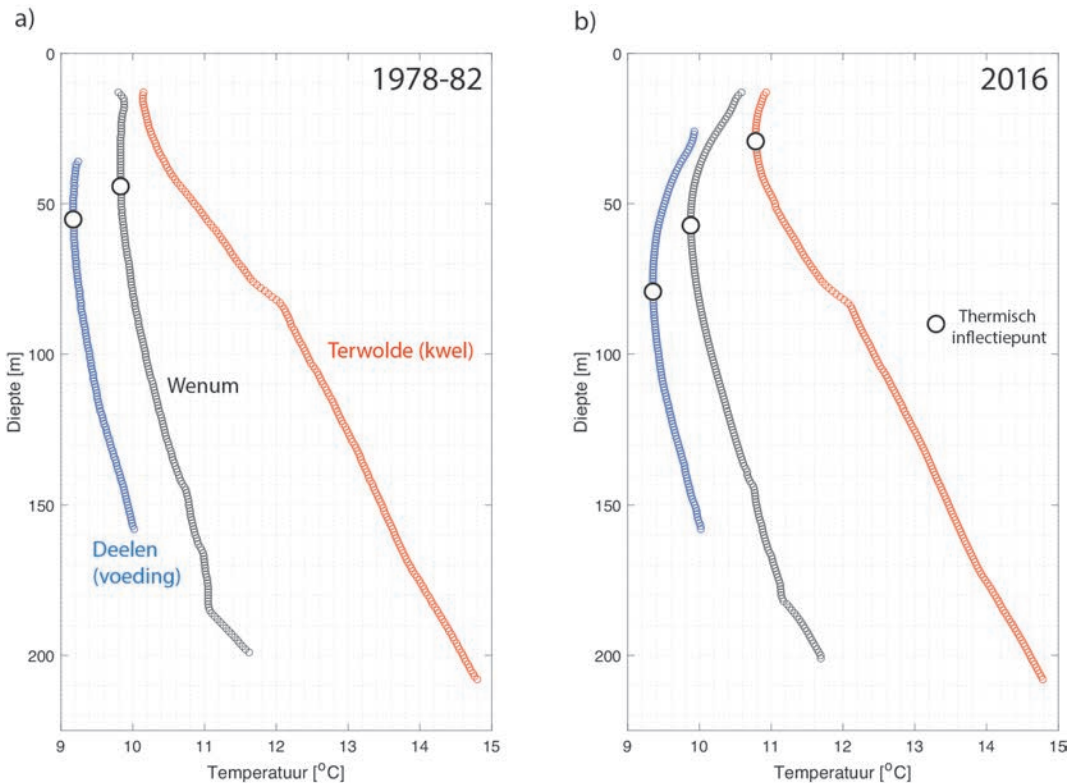 a)
1978-82
0
50
100
150
200
Diepte [m]
Terwolde (kwel)
Wenum
Deelen
(voeding)
9 10 11 12 13 14 15
Temperatuur [°C]
b)
2016
0
50
100
150
200
Diepte [m]
Thermisch
inflectiepunt
9 10 11 12 13 14 15
Temperatuur [°C]